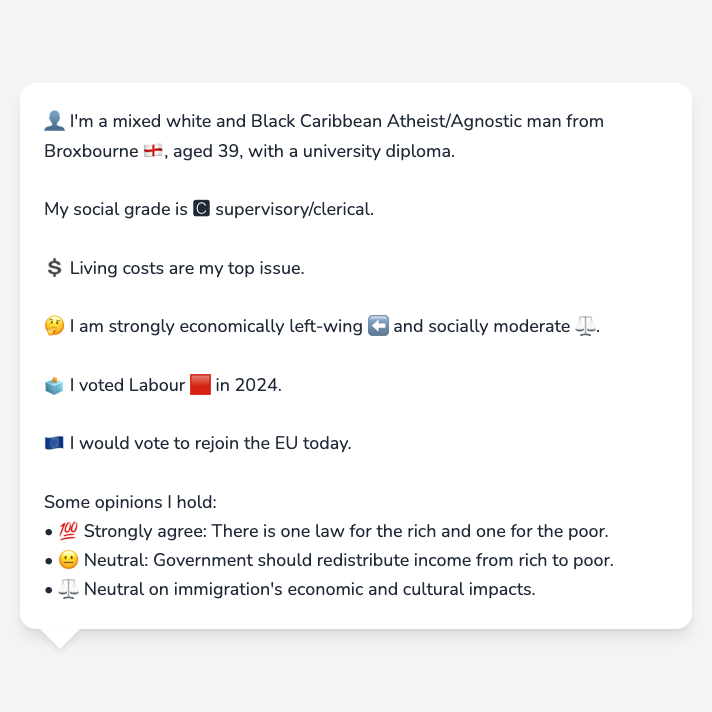 👤 I'm a mixed white and Black Caribbean Atheist/Agnostic man from
Broxbourne 🏴󠁧󠁢󠁥󠁮󠁧󠁿, aged 39, with a university diploma.
My social grade is 🅲 supervisory/clerical.
💲 Living costs are my top issue.
🤔 I am strongly economically left-wing ⬅️ and socially moderate ⚖️.
🗳️ I voted Labour 🟥 in 2024.
🇪🇺 I would vote to rejoin the EU today.
Some opinions I hold:
• 💯 Strongly agree: There is one law for the rich and one for the poor.
• 😐 Neutral: Government should redistribute income from rich to poor.
• ⚖️ Neutral on immigration's economic and cultural impacts.